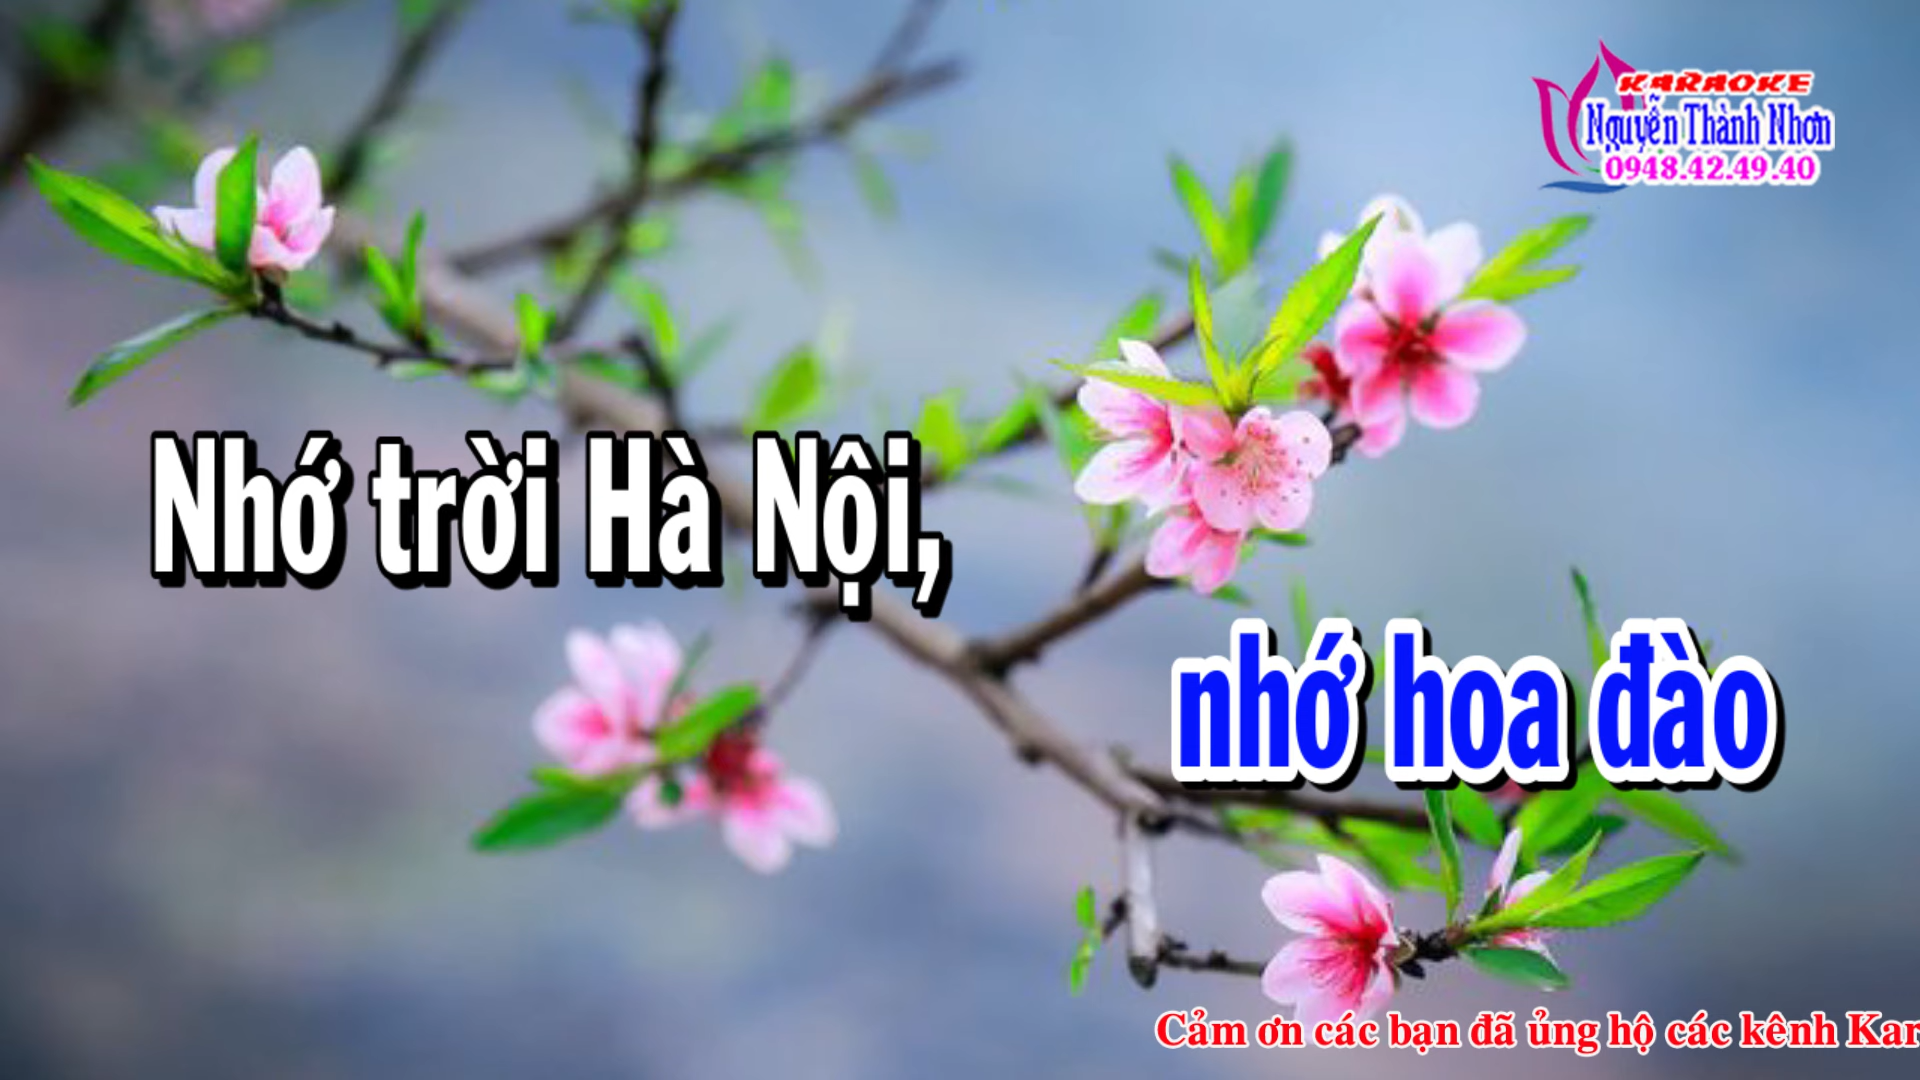 KARAOKE
Nguyễn Thành Nhơn
0948.42.49.40
Nhớ trời Hà Nội,
nhớ hoa đào
Cảm ơn các bạn đã ủng hộ các kênh Kar